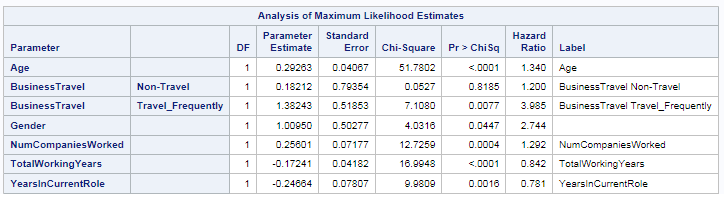 Analysis of Maximum Likelihood Estimates
Parameter DF Parameter Estimate Standard Error Chi-Square Pr > ChiSq Hazard Ratio Label
Age 1 0.29263 0.04067 51.7802 <.0001 1.340 Age
BusinessTravel Non-Travel 1 0.18212 0.79354 0.0527 0.8185 1.200 BusinessTravel Non-Travel
BusinessTravel Travel_Frequently 1 1.38243 0.51853 7.1080 0.0077 3.985 BusinessTravel Travel_Frequently
Gender 1 1.00950 0.50277 4.0316 0.0447 2.744
NumCompaniesWorked 1 0.25601 0.07177 12.7259 0.0004 1.292 NumCompaniesWorked
TotalWorkingYears 1 -0.17241 0.04182 16.9948 <.0001 0.842 TotalWorkingYears
YearsInCurrentRole 1 -0.24664 0.07807 9.9809 0.0016 0.781 YearsInCurrentRole